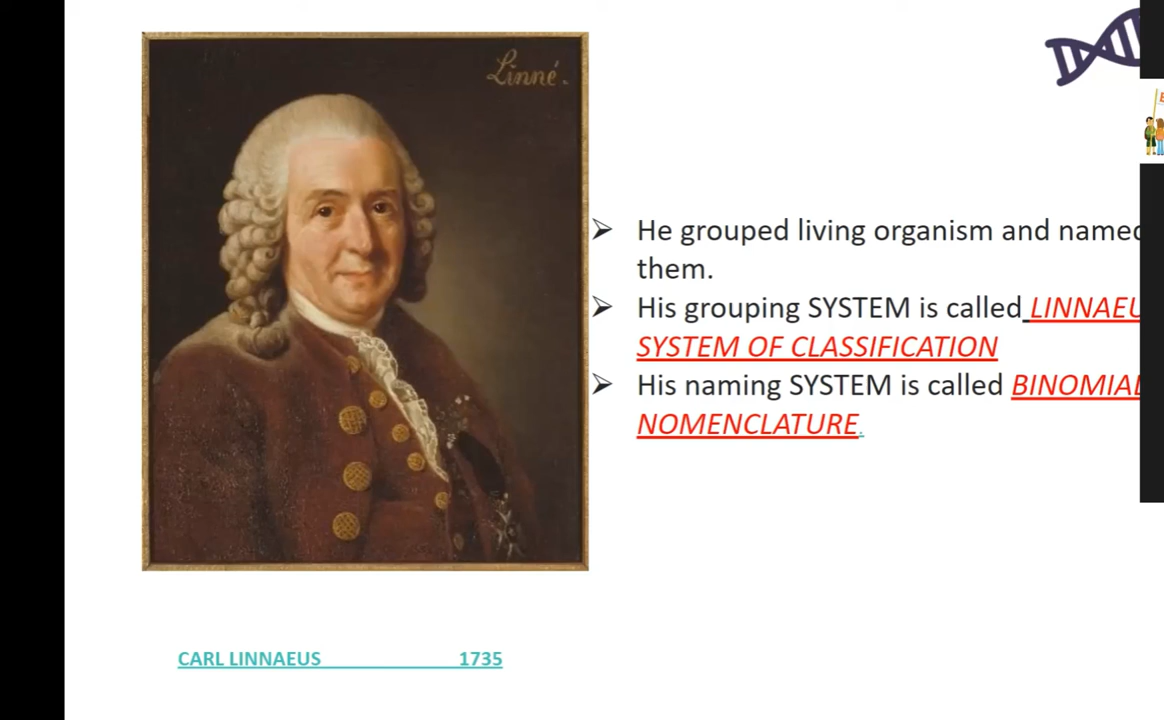 Linné.
➢ He grouped living organism and named
them.
➢ His grouping SYSTEM is called LINNAEU
SYSTEM OF CLASSIFICATION
➢ His naming SYSTEM is called BINOMIAL
NOMENCLATURE.
CARL LINNAEUS 1735